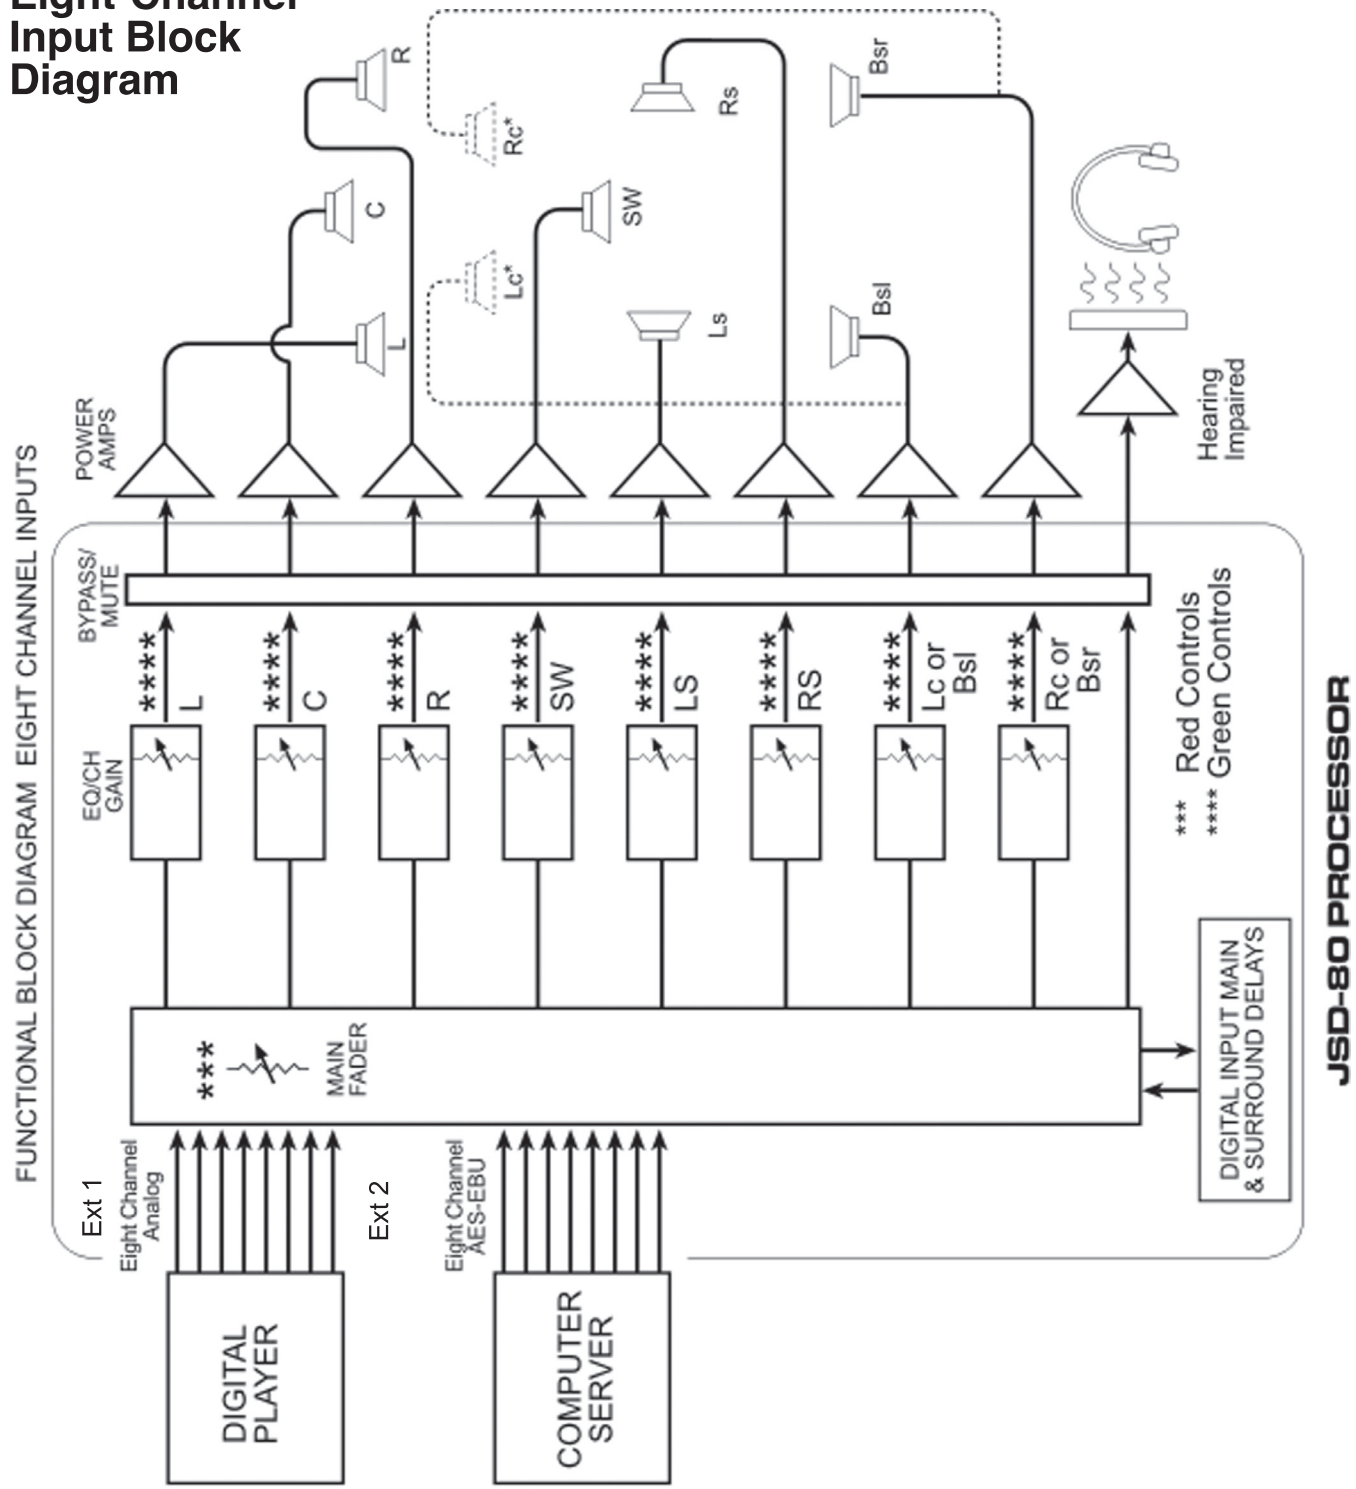 Eight Channel
Input Block
Diagram
FUNCTIONAL BLOCK DIAGRAM  EIGHT CHANNEL INPUTS
POWER
AMPS
L
C
R
Lc*
Rc*
SW
Ls
Rs
Bsl
Bsr
Hearing
Impaired
BYPASS/
MUTE
****
L
****
C
****
R
****
SW
****
LS
****
RS
****
Lc or
Bsl
****
Rc or
Bsr
EQ/CH
GAIN
*** Red Controls
**** Green Controls
***
MAIN
FADER
DIGITAL INPUT MAIN
& SURROUND DELAYS
Ext 1
Eight Channel
Analog
Ext 2
Eight Channel
AES-EBU
DIGITAL
PLAYER
COMPUTER
SERVER
JSD-80 PROCESSOR